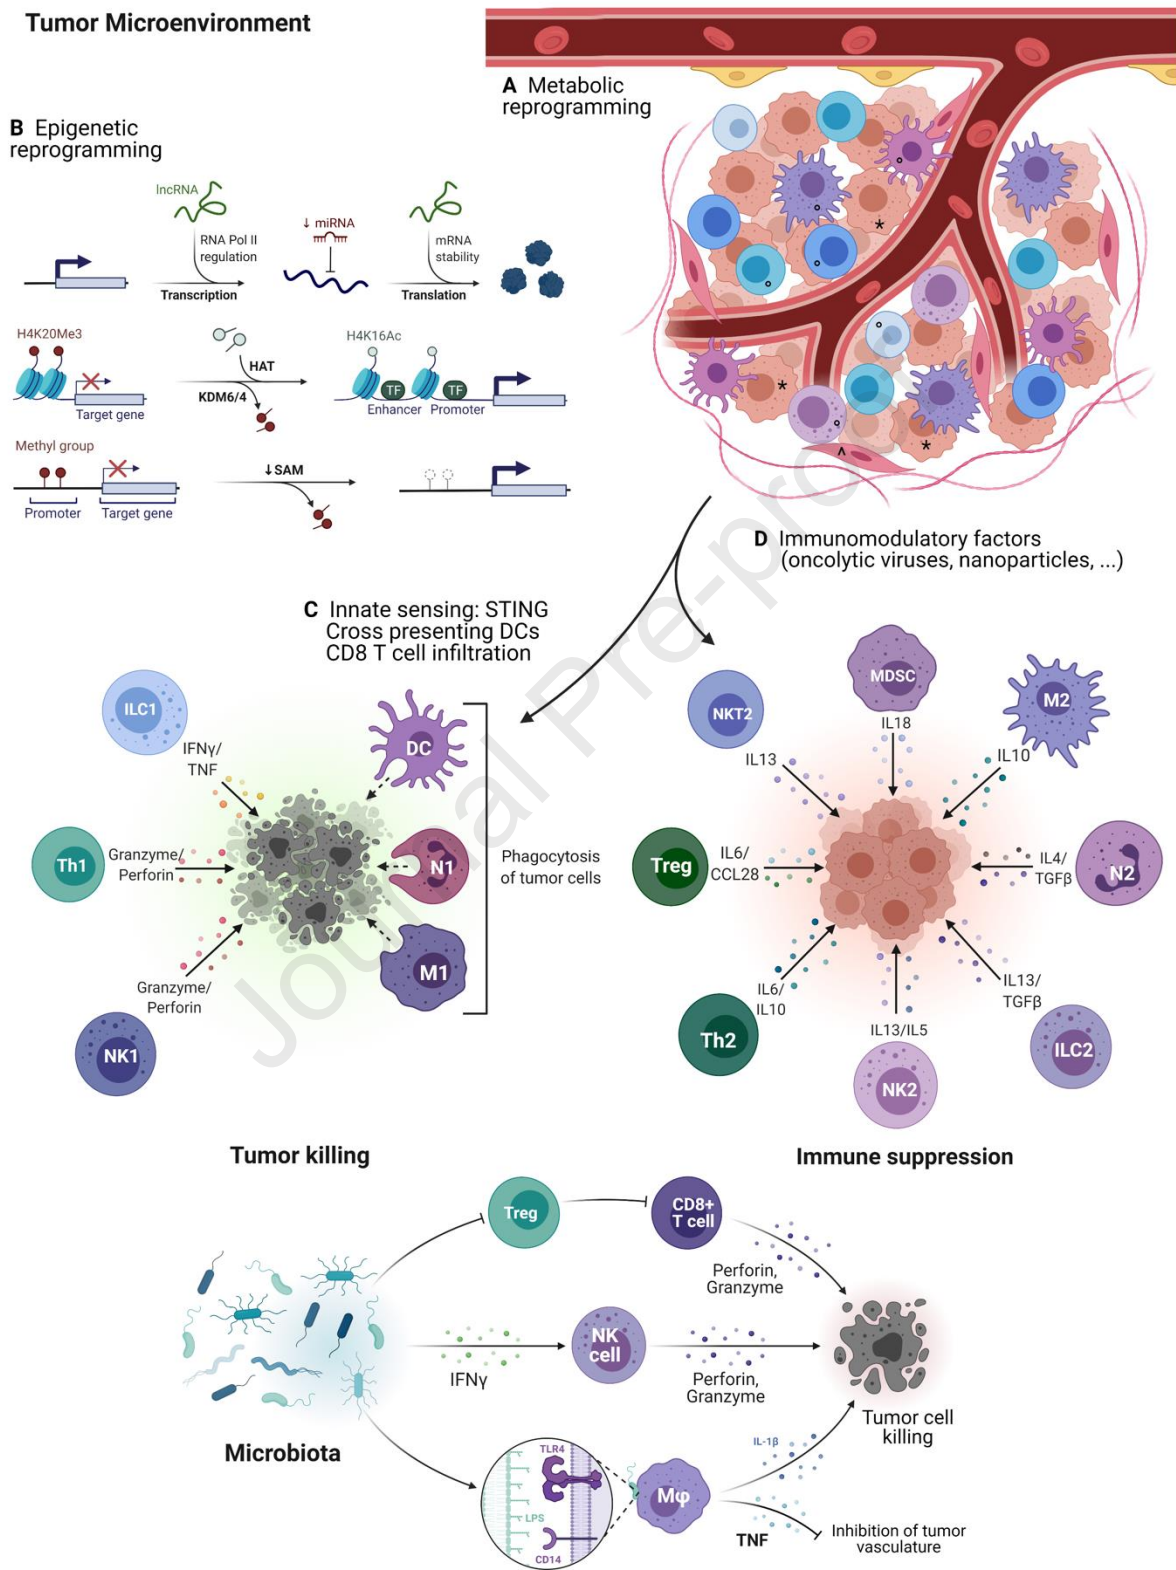 Tumor Microenvironment
A Metabolic
reprogramming
B Epigenetic
reprogramming
lncRNA
RNA Pol II
regulation
Transcription
↓ miRNA
mRNA
stability
Translation
*
*
*
^
H4K20Me3
Target gene
HAT
KDM6/4
H4K16Ac
TF
TF
Enhancer
Promoter
Methyl group
Promoter
Target gene
↓SAM
D Immunomodulatory factors
(oncolytic viruses, nanoparticles, ...)
C Innate sensing: STING
Cross presenting DCs
CD8 T cell infiltration
ILC1
IFNγ/
TNF
Th1
Granzyme/
Perforin
NK1
Granzyme/
Perforin
DC
N1
M1
Phagocytosis
of tumor cells
NKT2
IL13
MDSC
IL18
M2
IL10
Treg
IL6/
CCL28
N2
IL4/
TGFβ
Th2
IL6/
IL10
NK2
IL13/IL5
ILC2
IL13/
TGFβ
Journal Pre-proof
Tumor killing
Immune suppression
Treg
CD8+
T cell
Perforin,
Granzyme
IFNγ
NK
cell
Perforin,
Granzyme
Tumor cell
killing
Microbiota
TLR4
LPS
CD14
Mφ
IL-1β
TNF
Inhibition of tumor
vasculature